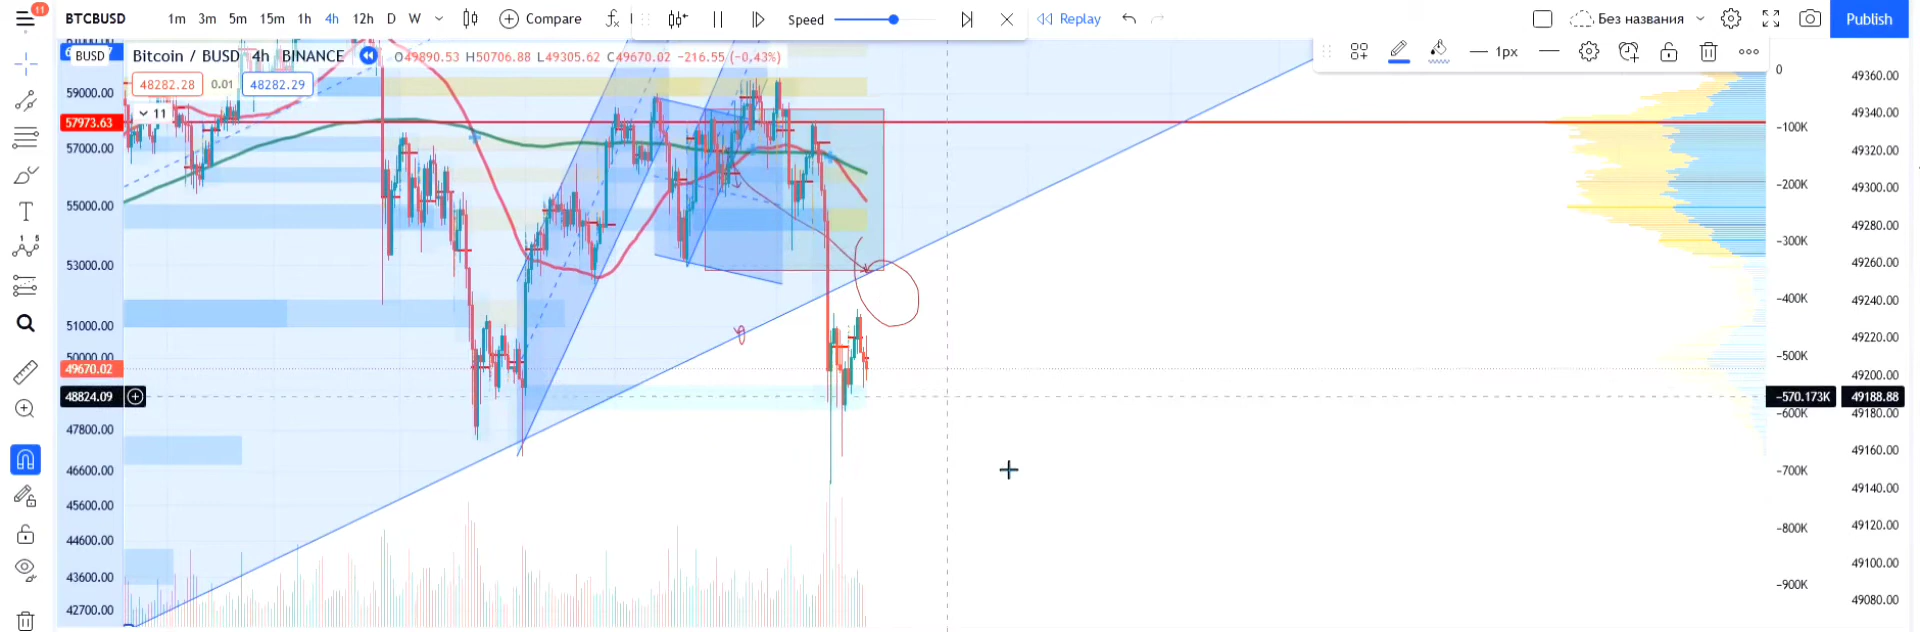 11
BTCBUSD 1m 3m 5m 15m 1h 4h 12h D W Compare Speed Replay Без названия Publish
BUSD Bitcoin / BUSD 4h BINANCE O49890.53 H50706.88 L49305.62 C49670.02 −216.55 (−0,43%) 1px
48282.28 0.01 48282.29
11
59000.00
57973.63
57000.00
55000.00
53000.00
51000.00
50000.00
49670.02
48824.09
47800.00
46600.00
45600.00
44600.00
43600.00
42700.00
0
−100K
−200K
−300K
−400K
−500K
−570.173K
−600K
−700K
−800K
−900K
49360.00
49340.00
49320.00
49300.00
49280.00
49260.00
49240.00
49220.00
49200.00
49188.88
49180.00
49160.00
49140.00
49120.00
49100.00
49080.00